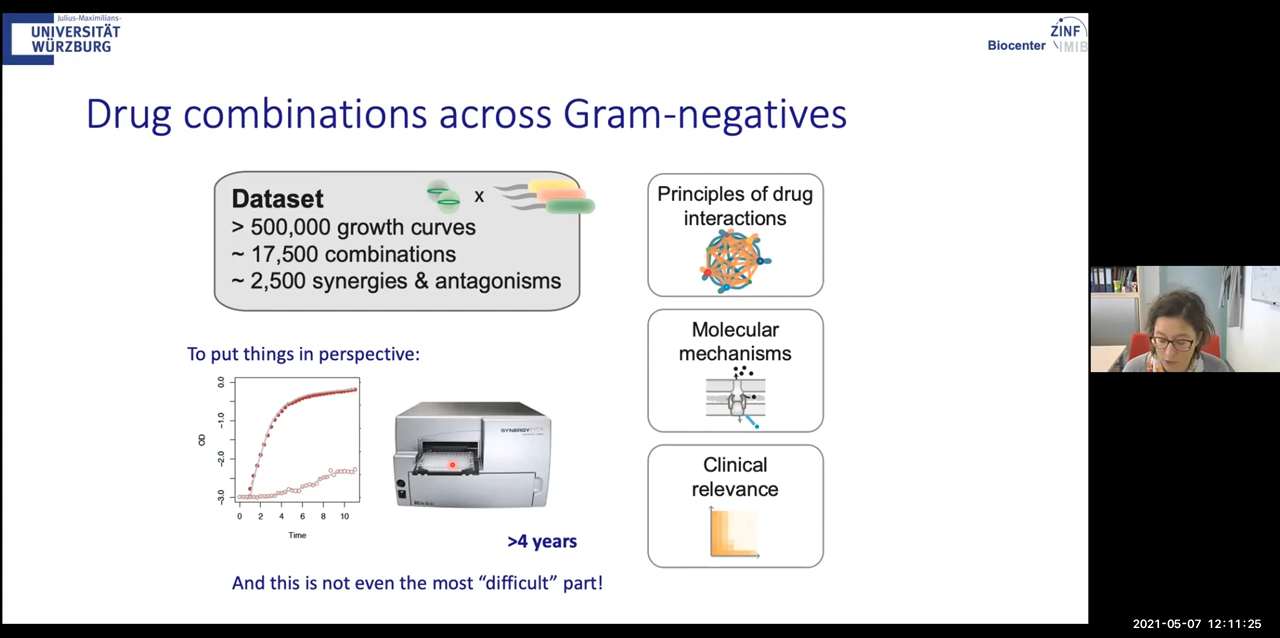 Julius-Maximilians-
UNIVERSITÄT
WÜRZBURG
ZINF
Biocenter IMIB
Drug combinations across Gram-negatives
Dataset
x
> 500,000 growth curves
~ 17,500 combinations
~ 2,500 synergies & antagonisms
Principles of drug
interactions
Molecular
mechanisms
Clinical
relevance
To put things in perspective:
0.0
-1.0
-2.0
-3.0
OD
0 2 4 6 8 10
Time
SYNERGY
>4 years
And this is not even the most “difficult” part!
2021-05-07 12:11:25